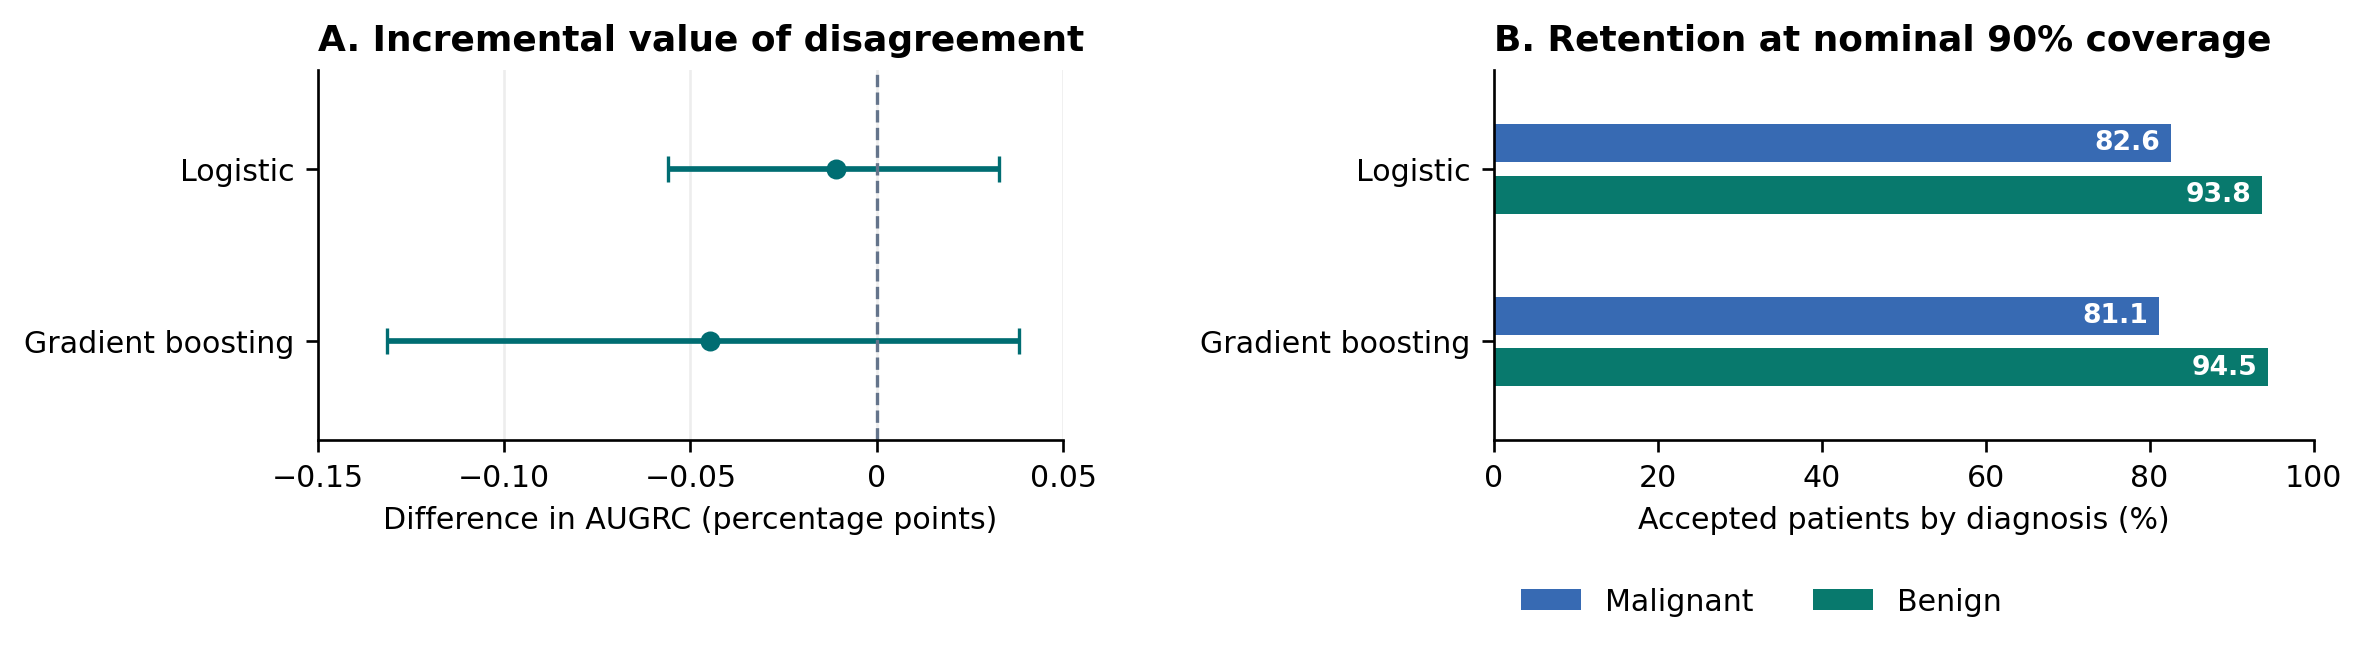 A. Incremental value of disagreement
Logistic
Gradient boosting
−0.15 −0.10 −0.05 0 0.05
Difference in AUGRC (percentage points)
B. Retention at nominal 90% coverage
Logistic
82.6
93.8
Gradient boosting
81.1
94.5
0 20 40 60 80 100
Accepted patients by diagnosis (%)
Malignant Benign